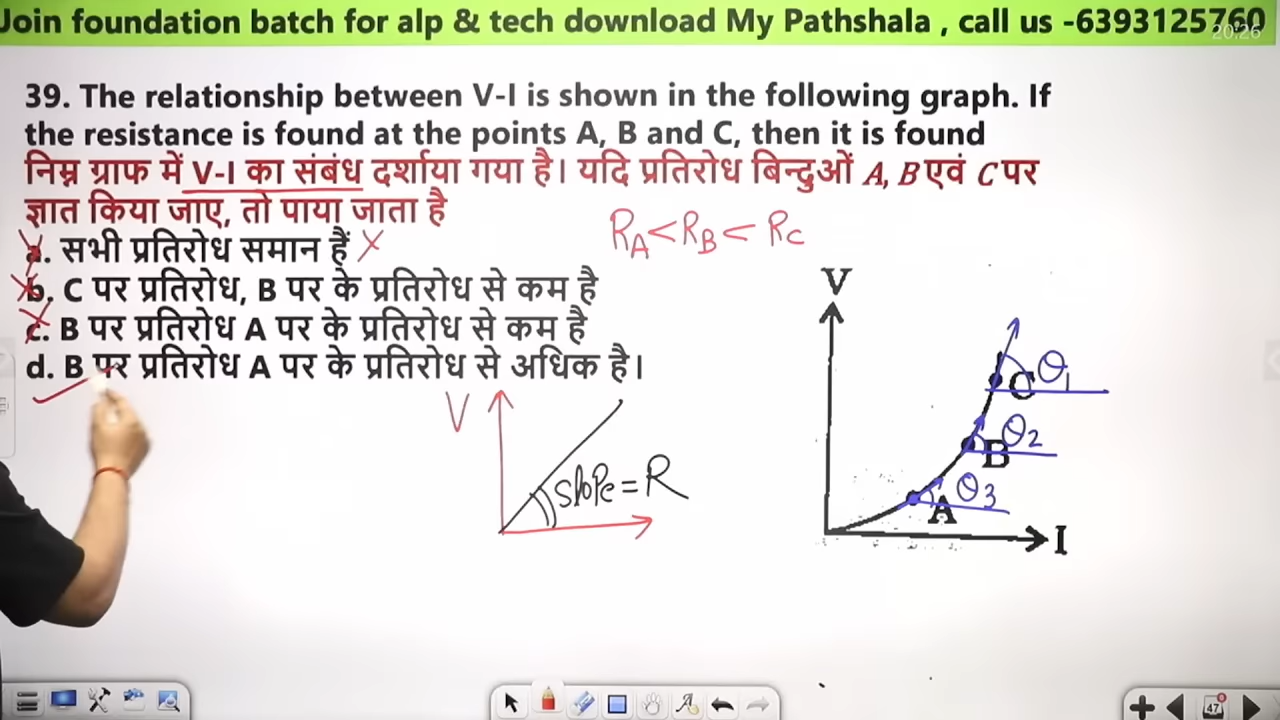 Join foundation batch for alp & tech download My Pathshala , call us -6393125760
20:26
39. The relationship between V-I is shown in the following graph. If
the resistance is found at the points A, B and C, then it is found
निम्न ग्राफ में V-I का संबंध दर्शाया गया है। यदि प्रतिरोध बिन्दुओं A, B एवं C पर
ज्ञात किया जाए, तो पाया जाता है
R_A < R_B < R_C
a. सभी प्रतिरोध समान हैं
b. C पर प्रतिरोध, B पर के प्रतिरोध से कम है
c. B पर प्रतिरोध A पर के प्रतिरोध से कम है
d. B पर प्रतिरोध A पर के प्रतिरोध से अधिक है।
V
slope = R
V
C θ1
B θ2
A θ3
I
47